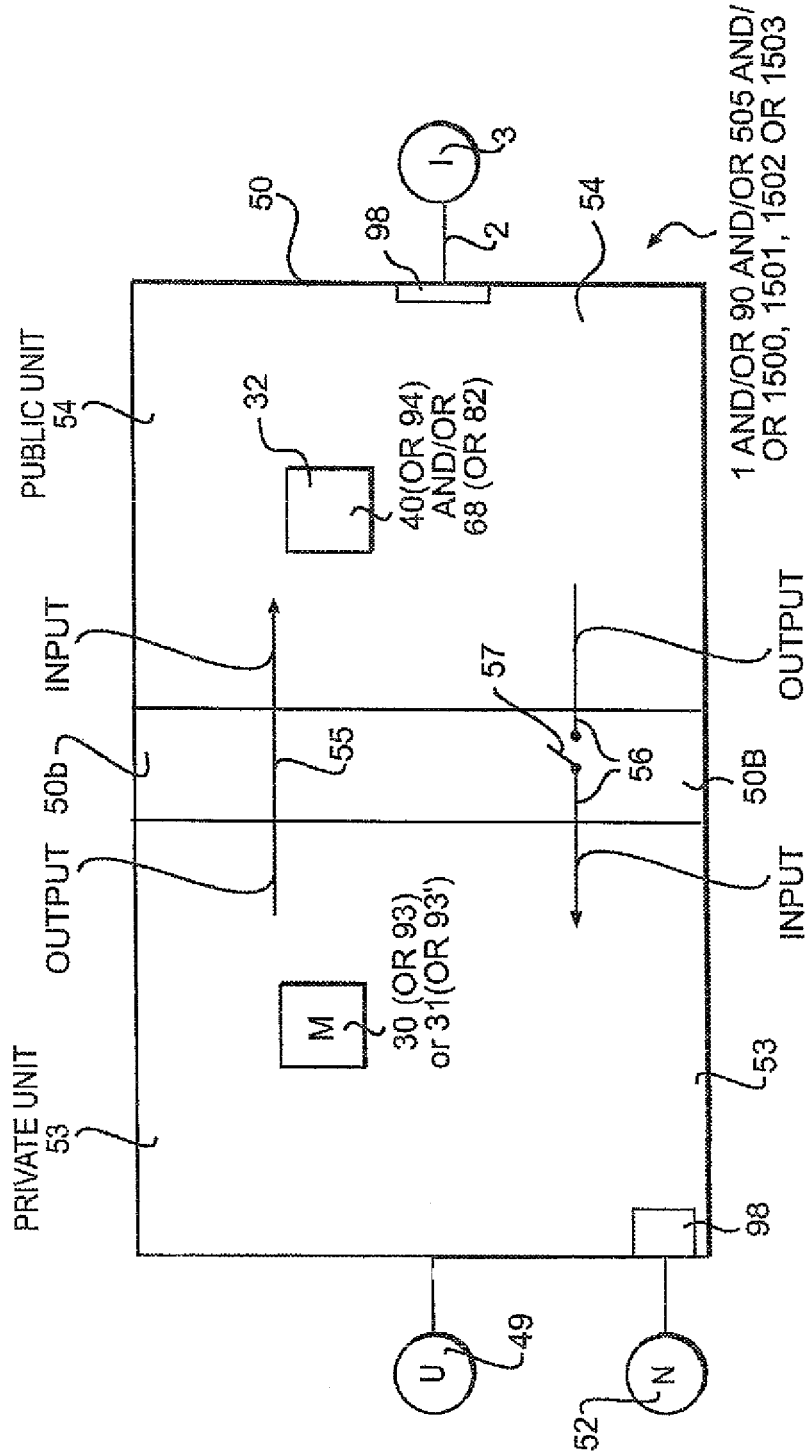 PRIVATE UNIT
53
OUTPUT
50b
INPUT
PUBLIC UNIT
54
50
98
I
3
2
54
32
40(OR 94)
AND/OR
68 (OR 82)
55
M
30 (OR 93)
or 31(OR 93')
57
56
U
49
N
52
98
53
INPUT
50B
OUTPUT
1 AND/OR 90 AND/OR 505 AND/
OR 1500, 1501, 1502 OR 1503